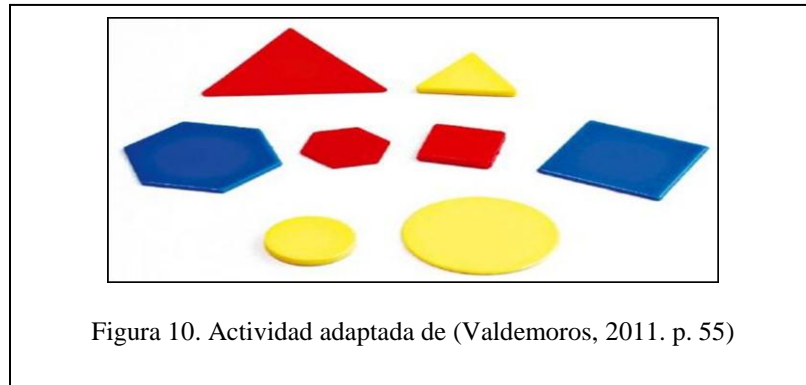 Figura 10. Actividad adaptada de (Valdemoros, 2011. p. 55)